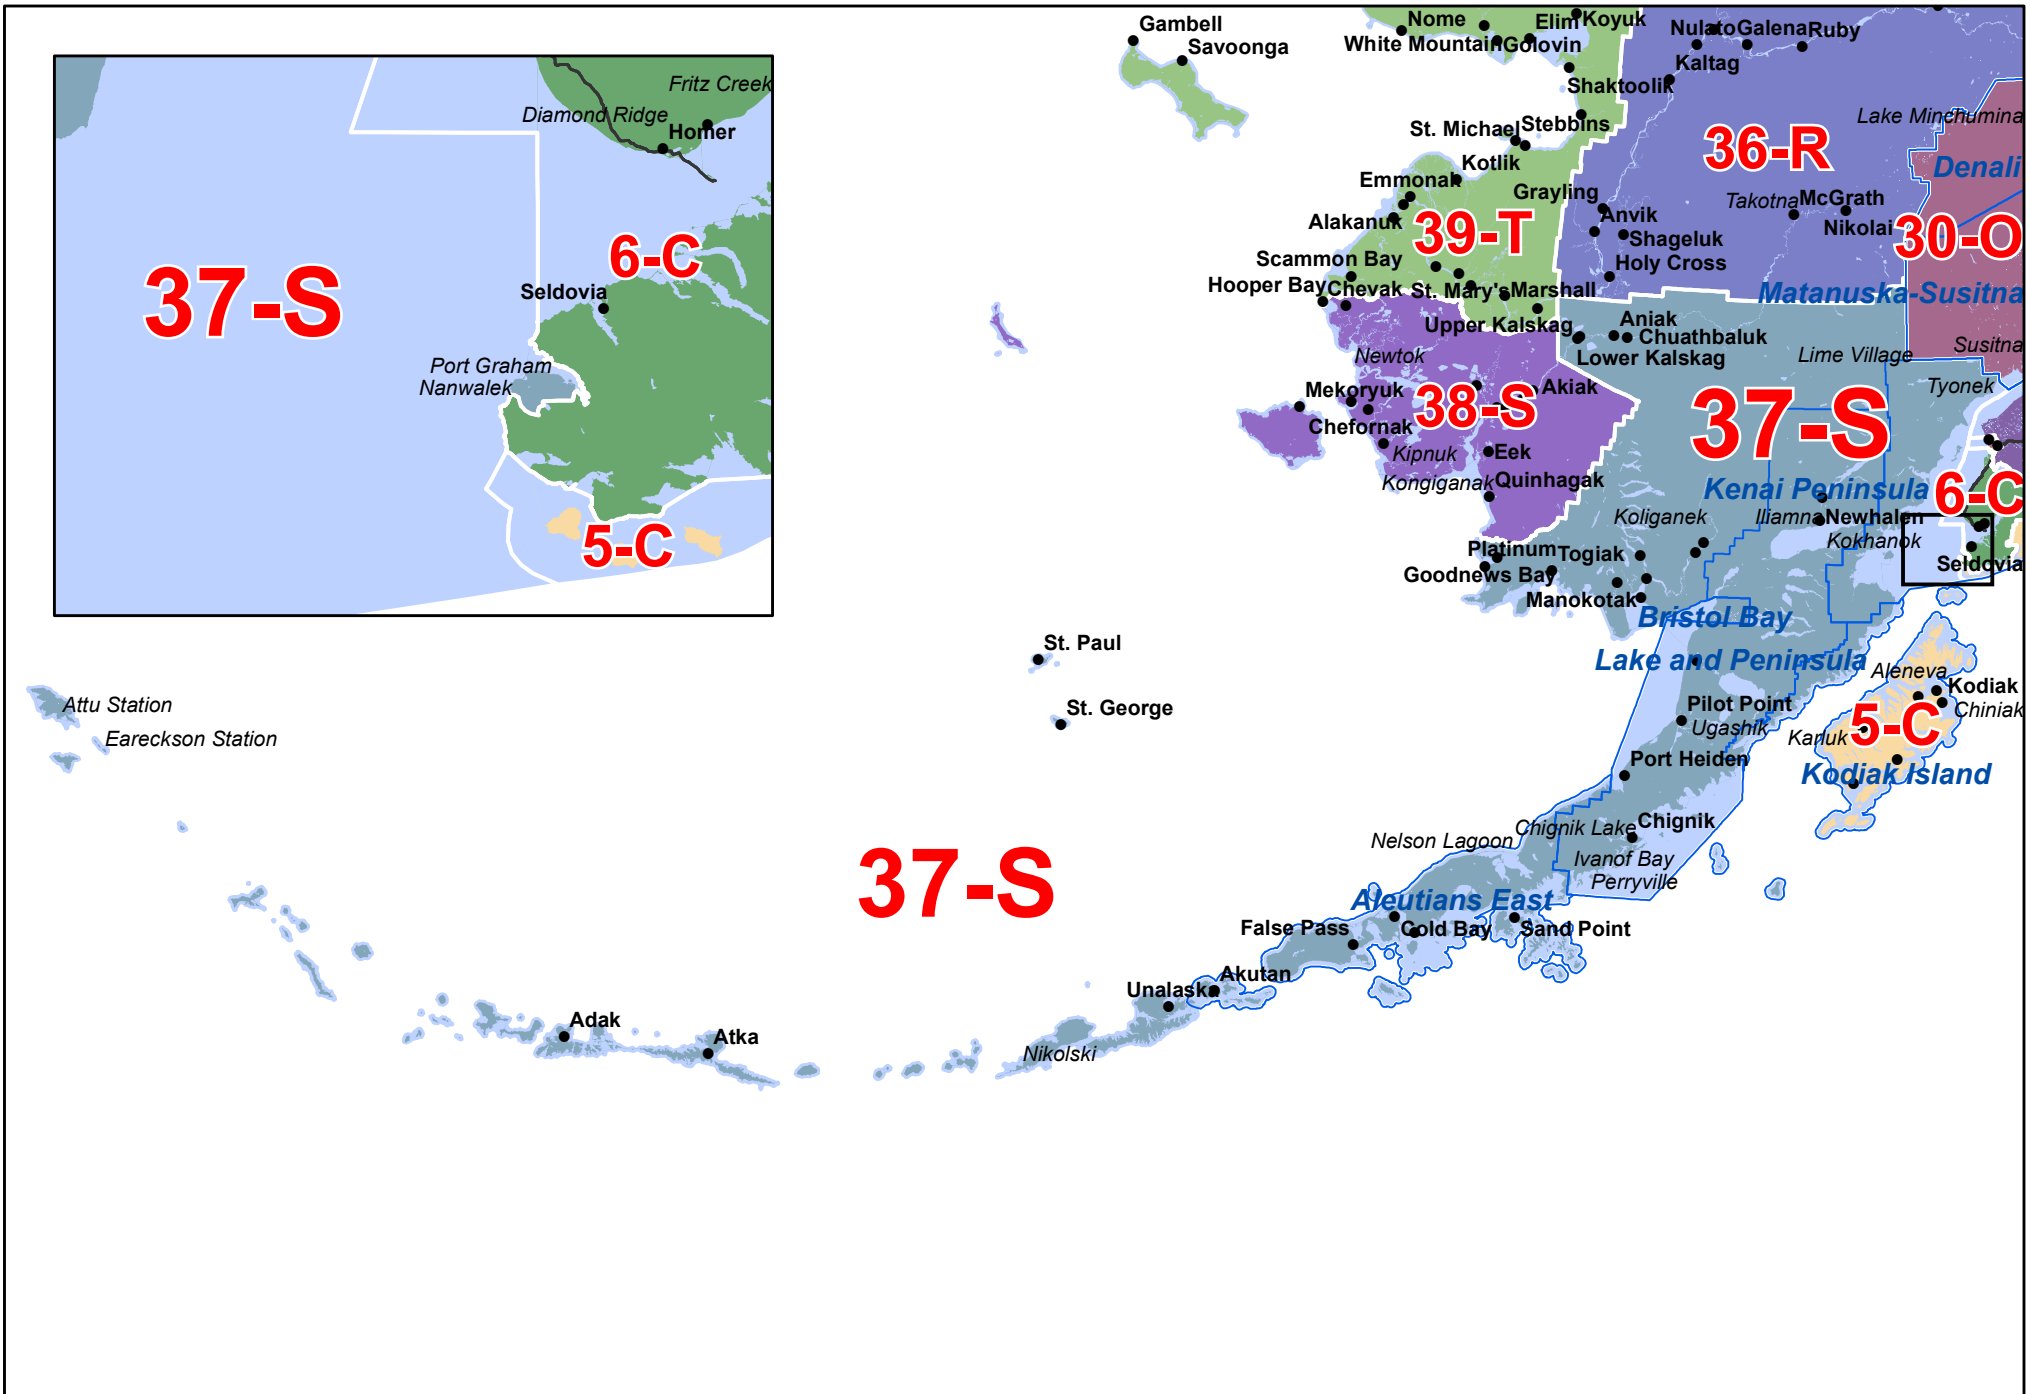 Gambell
Savoonga
Nome
Elim
Koyuk
White Mountain
Golovin
Nulato
Galena
Ruby
Kaltag
Shaktoolik
Fritz Creek
Diamond Ridge
Homer
Lake Minchumina
St. Michael
Stebbins
36-R
Kotlik
Denali
Emmonak
Grayling
Takotna
McGrath
Alakanuk
39-T
Anvik
Nikolai
30-O
Shageluk
6-C
Scammon Bay
Holy Cross
Hooper Bay
Chevak
St. Mary's
Marshall
Matanuska-Susitna
37-S
Seldovia
Upper Kalskag
Aniak
Chuathbaluk
Lower Kalskag
Lime Village
Susitna
Newtok
Port Graham
Nanwalek
Mekoryuk
38-S
Akiak
37-S
Tyonek
Chefornak
Kipnuk
Eek
Kongiganak
Quinhagak
Kenai Peninsula
6-C
Koliganek
Iliamna
Newhalen
Kokhanok
5-C
Platinum
Togiak
Seldovia
Goodnews Bay
Manokotak
Bristol Bay
St. Paul
Lake and Peninsula
Aleneva
Kodiak
Attu Station
St. George
Pilot Point
Chiniak
Ugashik
5-C
Eareckson Station
Karluk
Port Heiden
Kodiak Island
Chignik Lake
Chignik
Nelson Lagoon
Ivanof Bay
37-S
Perryville
Aleutians East
False Pass
Cold Bay
Sand Point
Akutan
Unalaska
Adak
Atka
Nikolski